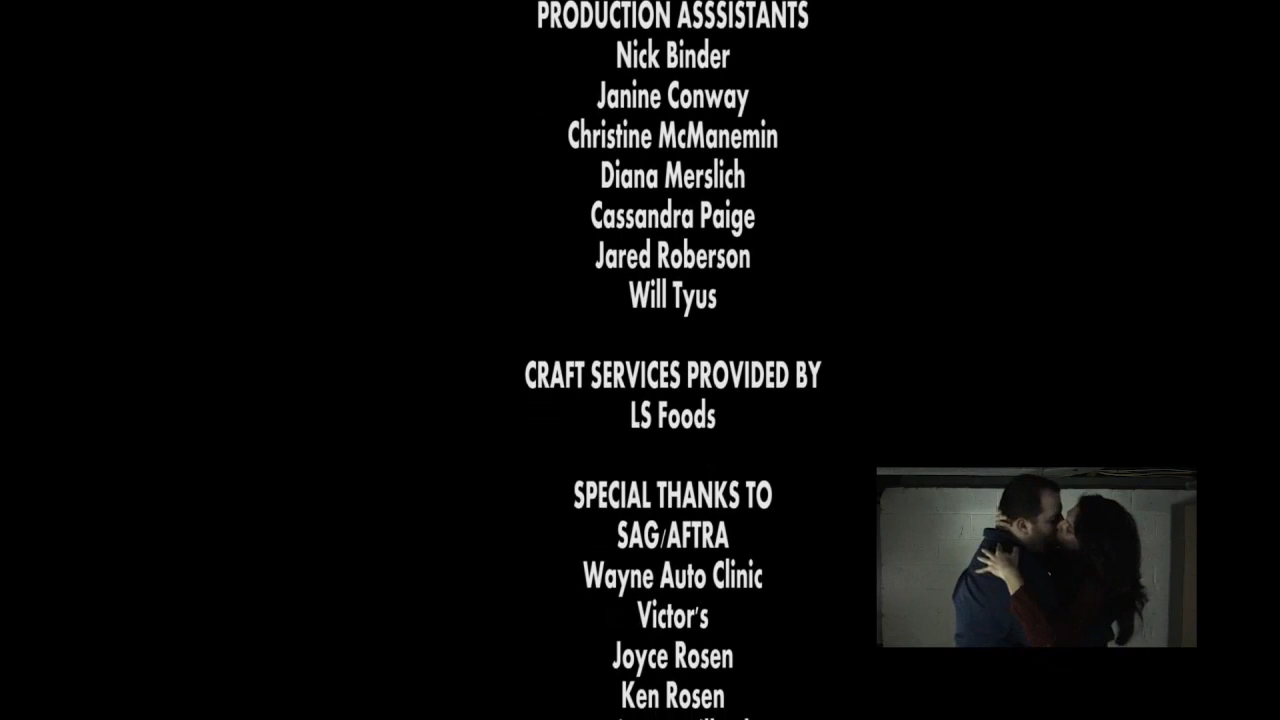 PRODUCTION ASSSISTANTS
Nick Binder
Janine Conway
Christine McManemin
Diana Merslich
Cassandra Paige
Jared Roberson
Will Tyus
CRAFT SERVICES PROVIDED BY
LS Foods
SPECIAL THANKS TO
SAG/AFTRA
Wayne Auto Clinic
Victor's
Joyce Rosen
Ken Rosen